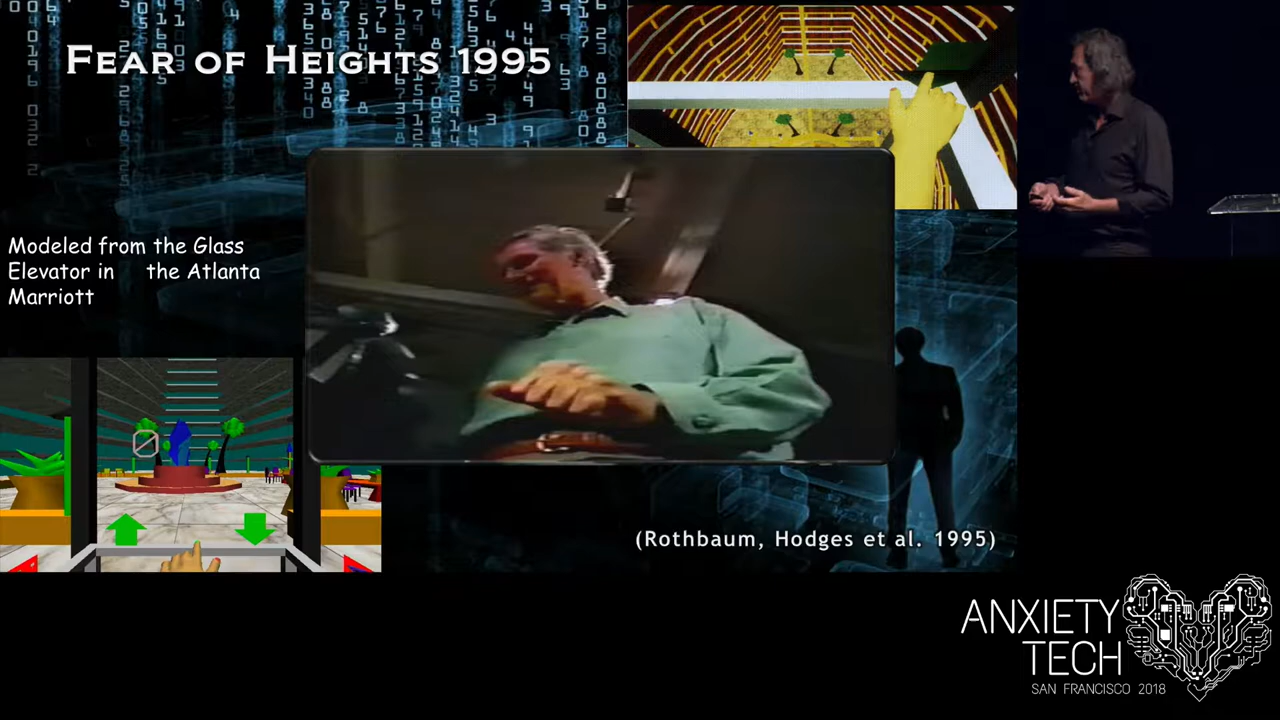 FEAR OF HEIGHTS 1995
Modeled from the Glass
Elevator in the Atlanta
Marriott
(Rothbaum, Hodges et al. 1995)
ANXIETY
TECH
SAN FRANCISCO 2018